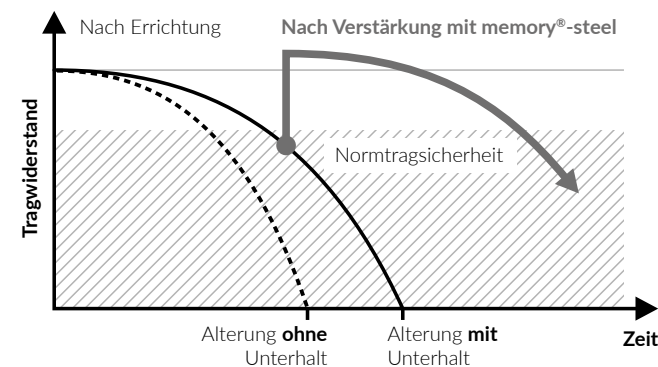 Nach Errichtung
Nach Verstärkung mit memory®-steel
Tragwiderstand
Normtragsicherheit
Alterung ohne
Unterhalt
Alterung mit
Unterhalt
Zeit